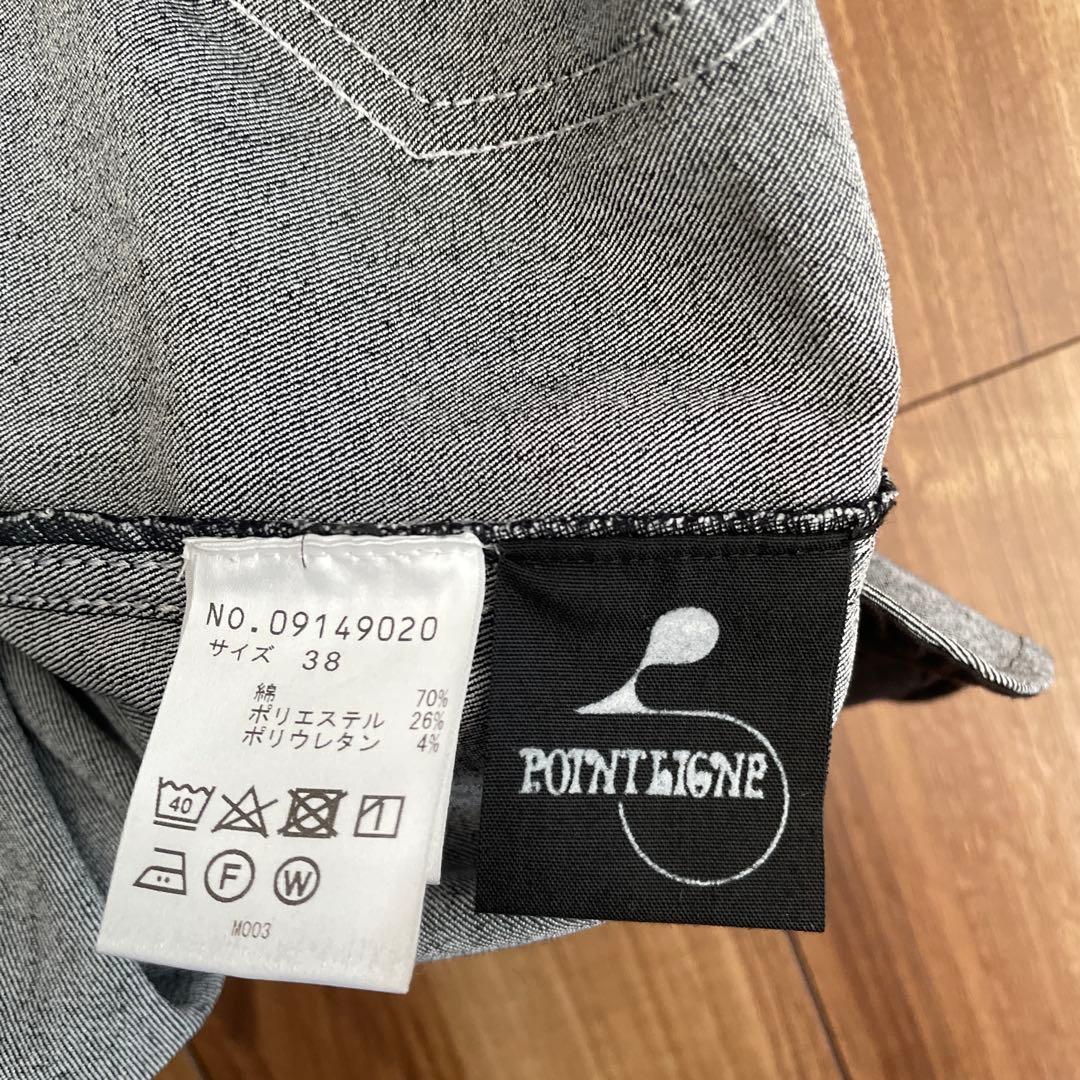 NO.09149020
サイズ 38
綿 70%
ポリエステル 26%
ポリウレタン 4%
40
F W
M003
POINTLIGNE